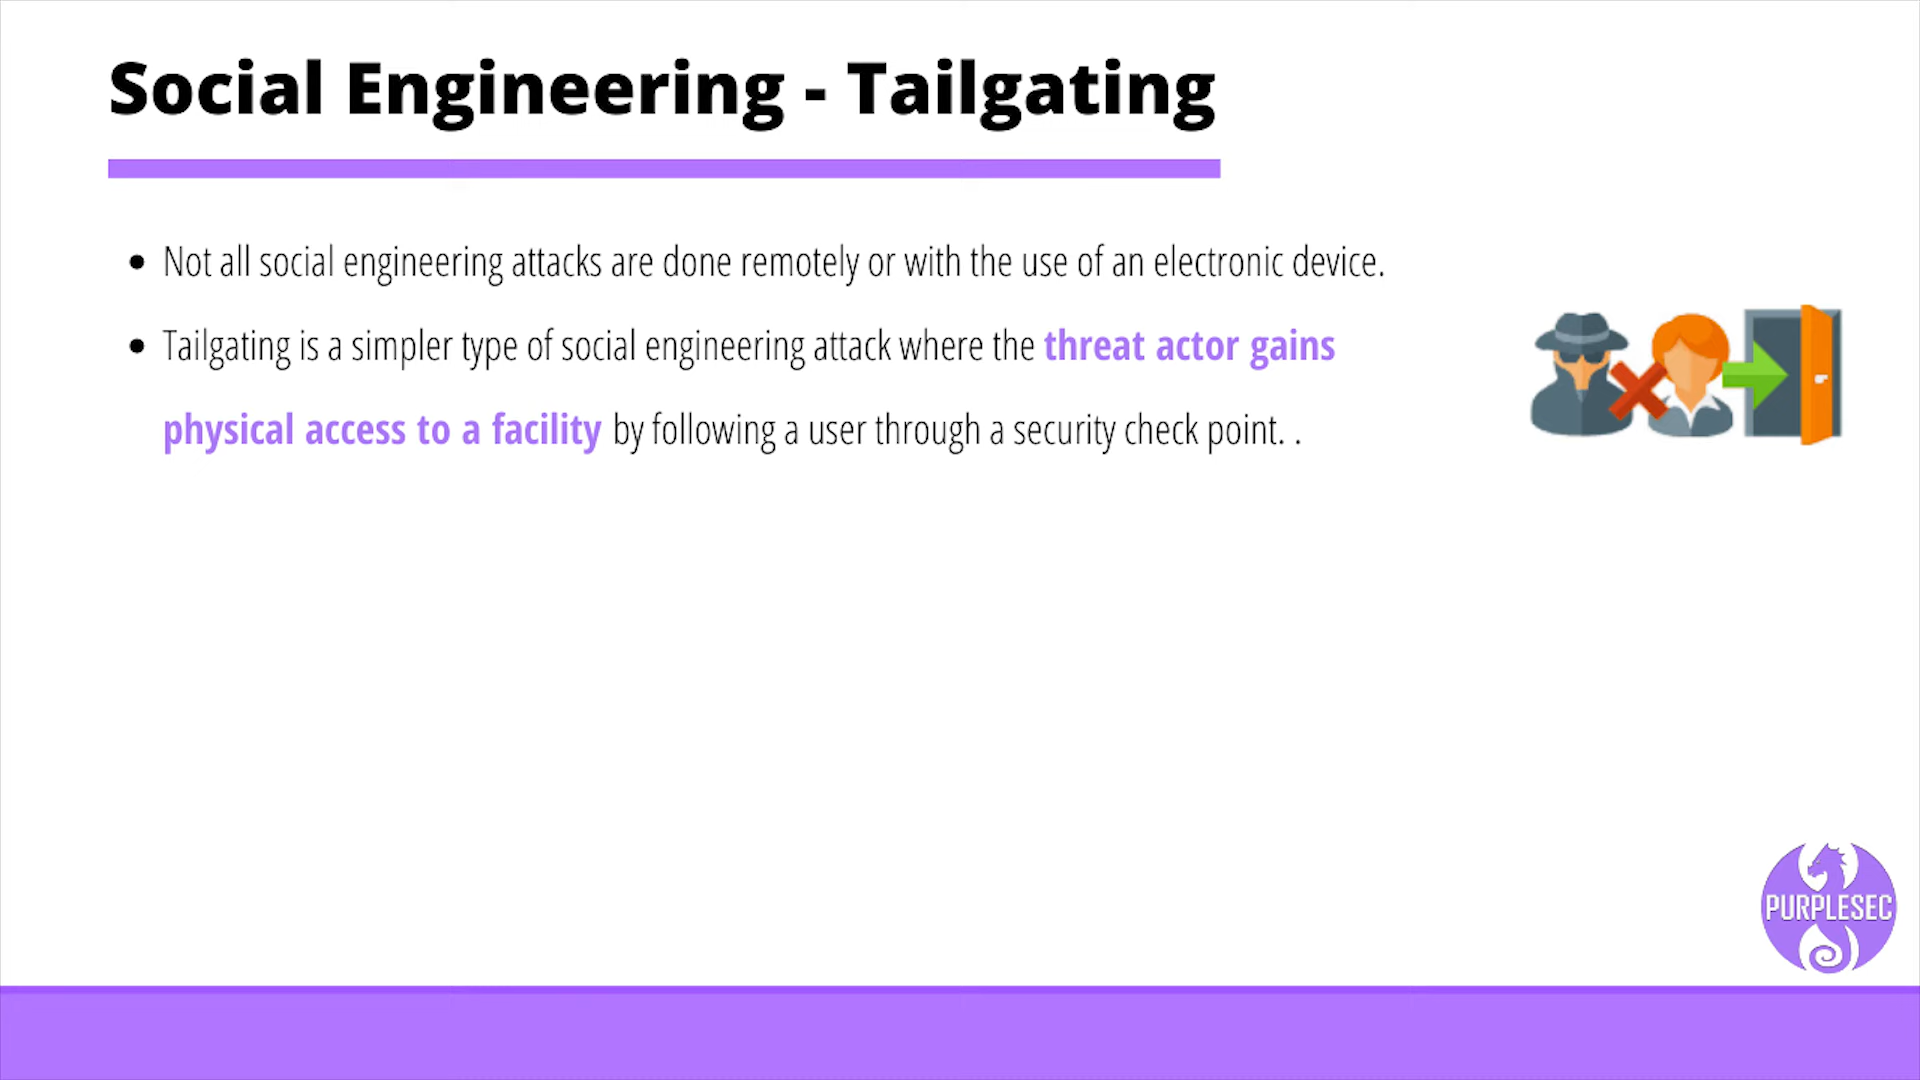 Social Engineering - Tailgating
• Not all social engineering attacks are done remotely or with the use of an electronic device.
• Tailgating is a simpler type of social engineering attack where the threat actor gains
physical access to a facility by following a user through a security check point. .
PURPLESEC